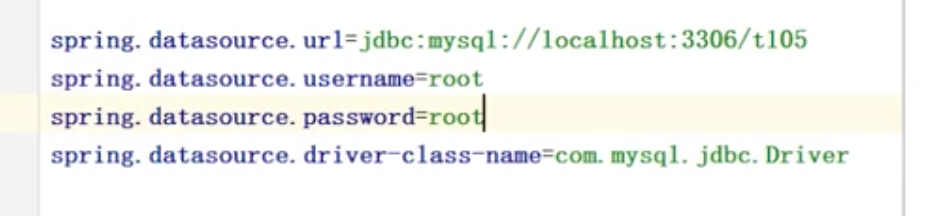 spring.datasource.url=jdbc:mysql://localhost:3306/tl05
spring.datasource.username=root
spring.datasource.password=root
spring.datasource.driver-class-name=com.mysql.jdbc.Driver